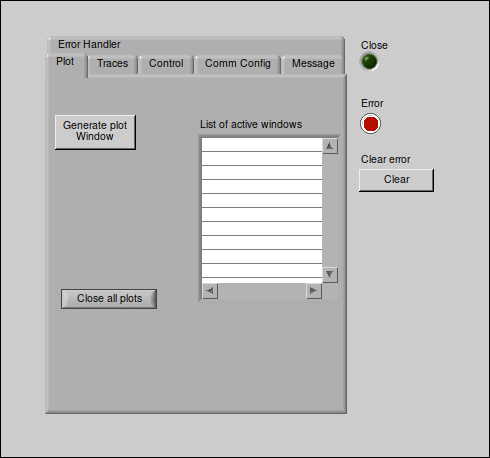 Error Handler
Plot
Traces
Control
Comm Config
Message
Close
Error
Generate plot
Window
List of active windows
Clear error
Clear
Close all plots